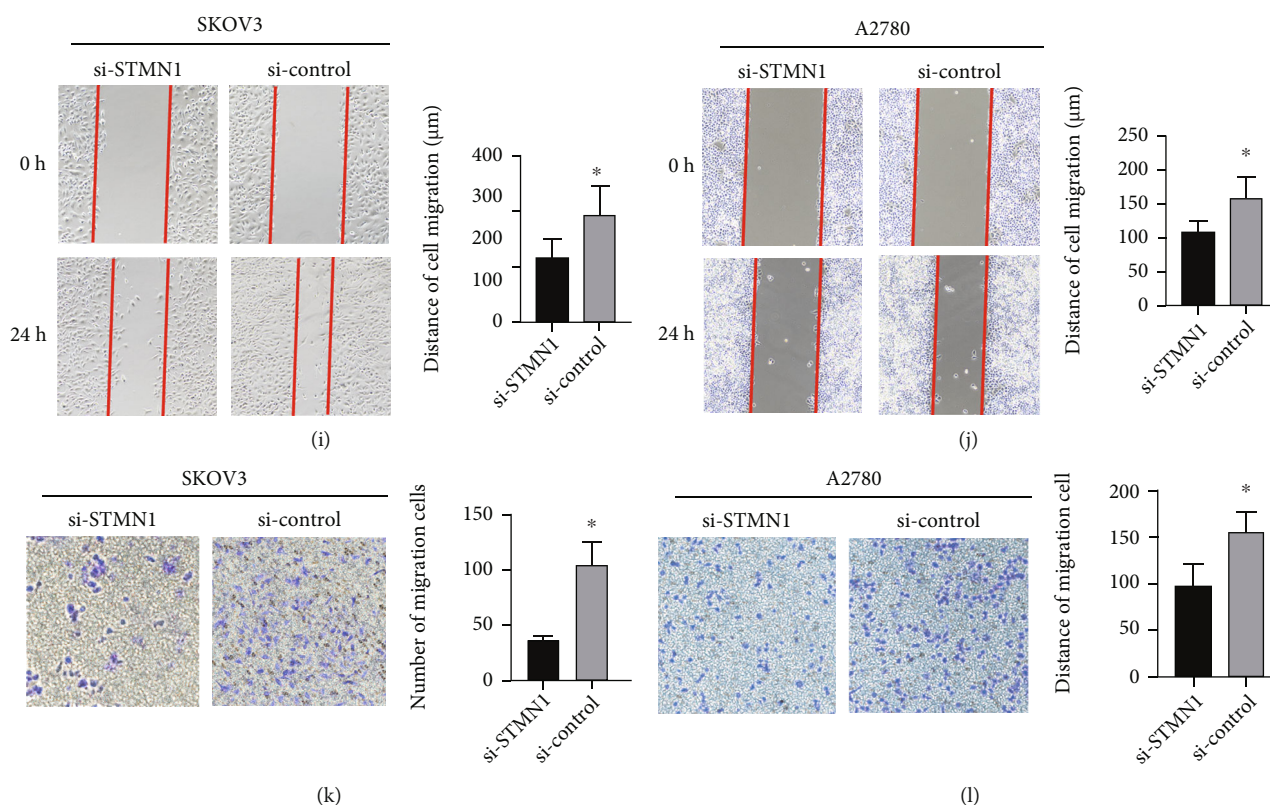 SKOV3
si-STMN1
si-control
0 h
24 h
Distance of cell migration (μm)
400
300
200
100
0
*
si-STMN1
si-control
(i)
A2780
si-STMN1
si-control
0 h
24 h
Distance of cell migration (μm)
250
200
150
100
50
0
*
si-STMN1
si-control
(j)
SKOV3
si-STMN1
si-control
Number of migration cells
150
100
50
0
*
si-STMN1
si-control
(k)
A2780
si-STMN1
si-control
Distance of migration cell
200
150
100
50
0
*
si-STMN1
si-control
(l)